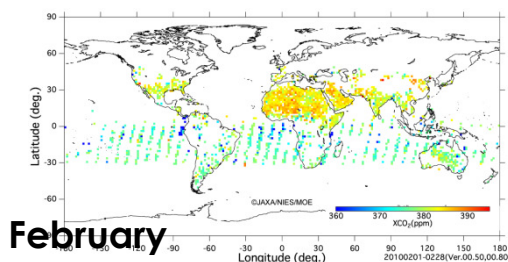 90
60
30
0
-30
-60
-90
Latitude (deg.)
©JAXA/NIES/MOE
360 370 380 390
XCO₂(ppm)
-180 -150 -120 -90 -60 -30 0 30 60 90 120 150 180
Longitude (deg.)
20100201-0228(Ver.00.50,00.80
February